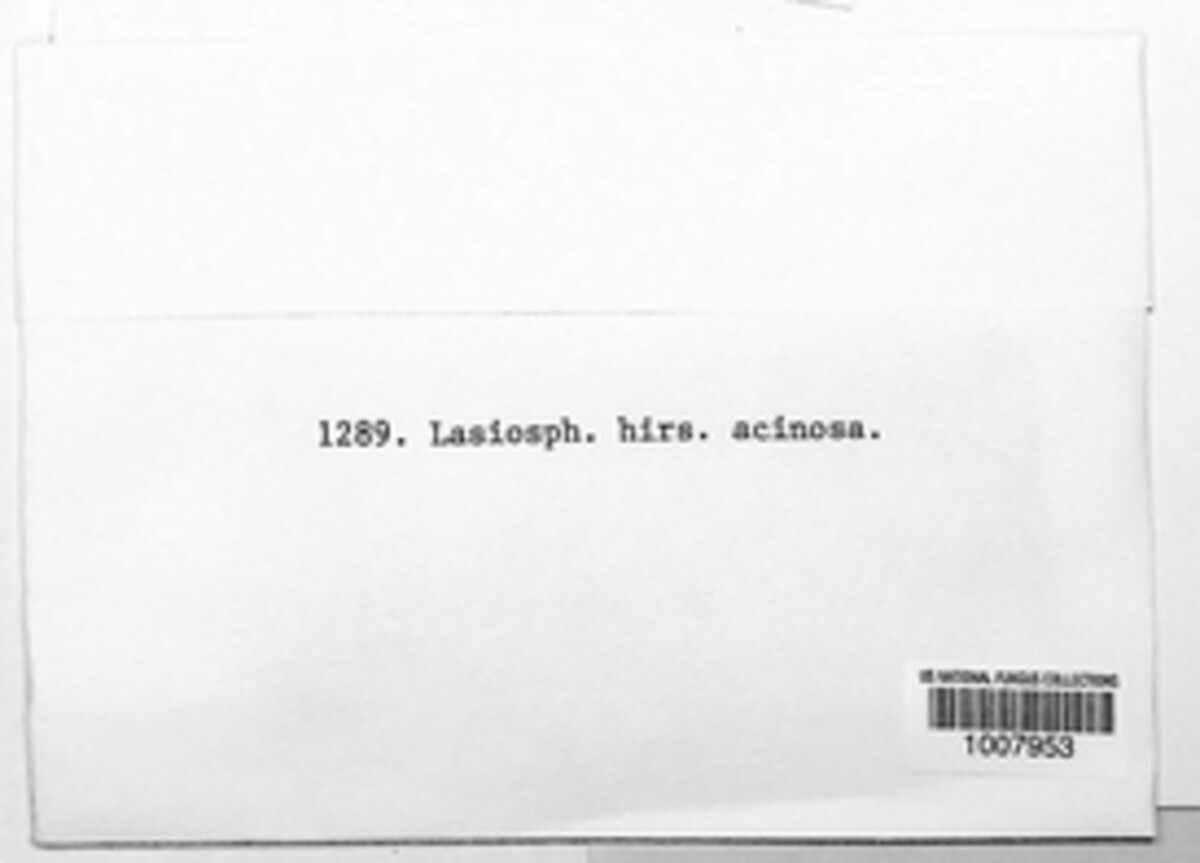 1289. Lasiosph. hirs. acinosa.
US NATIONAL FUNGUS COLLECTIONS
1007953